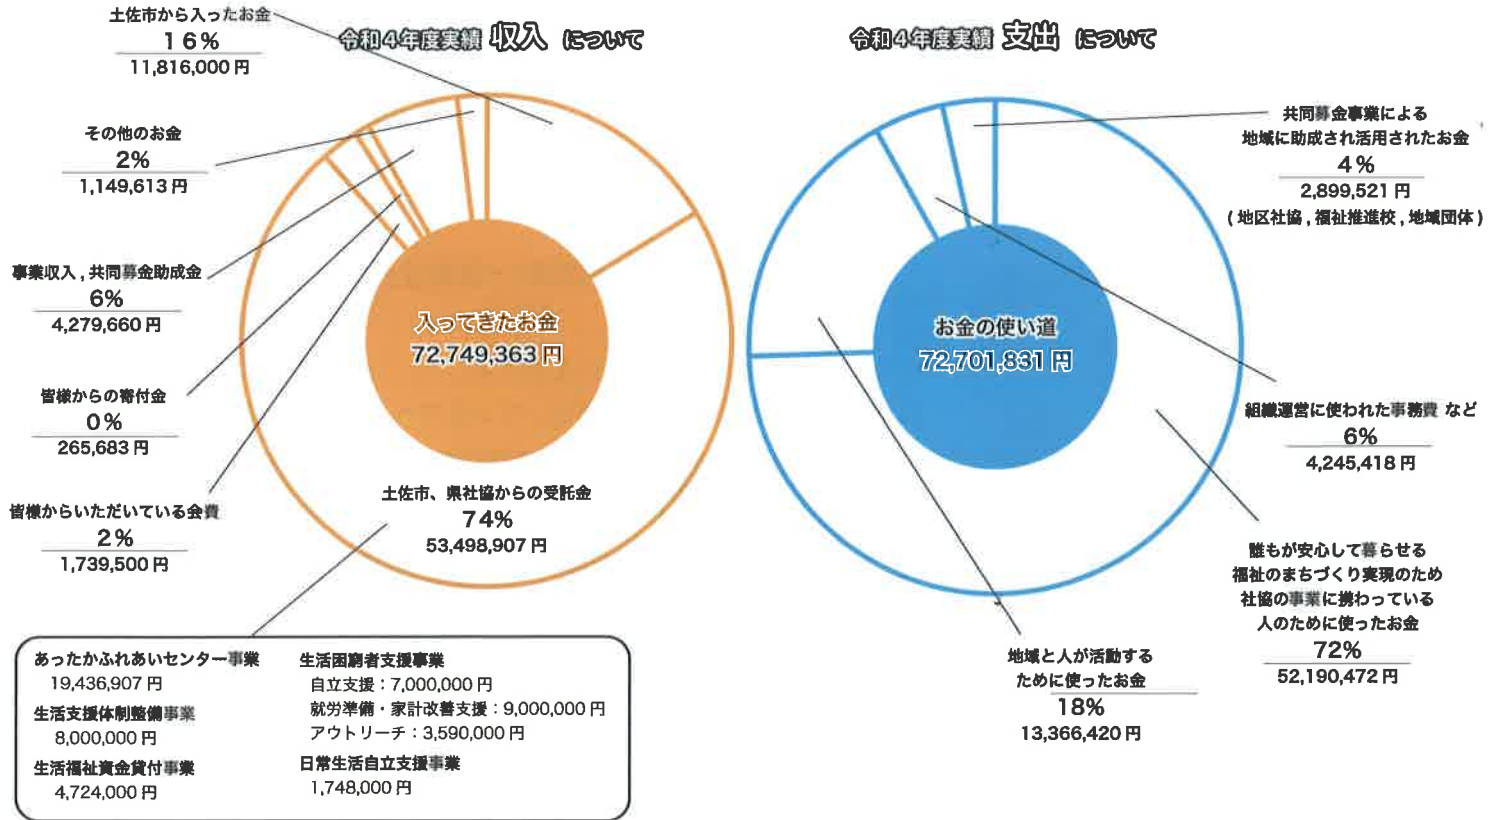 令和4年度実績 収入 について
土佐市から入ったお金
16%
11,816,000 円
その他のお金
2%
1,149,613 円
事業収入 , 共同募金助成金
6%
4,279,660 円
皆様からの寄付金
0%
265,683 円
皆様からいただいている会費
2%
1,739,500 円
入ってきたお金
72,749,363 円
土佐市、県社協からの受託金
74%
53,498,907 円
あったかふれあいセンター事業
19,436,907 円
生活支援体制整備事業
8,000,000 円
生活福祉資金貸付事業
4,724,000 円
生活困窮者支援事業
自立支援：7,000,000 円
就労準備・家計改善支援：9,000,000 円
アウトリーチ：3,590,000 円
日常生活自立支援事業
1,748,000 円
令和4年度実績 支出 について
共同募金事業による
地域に助成され活用されたお金
4%
2,899,521 円
( 地区社協 , 福祉推進校 , 地域団体 )
お金の使い道
72,701,831 円
組織運営に使われた事務費 など
6%
4,245,418 円
誰もが安心して暮らせる
福祉のまちづくり実現のため
社協の事業に携わっている
人のために使ったお金
72%
52,190,472 円
地域と人が活動する
ために使ったお金
18%
13,366,420 円